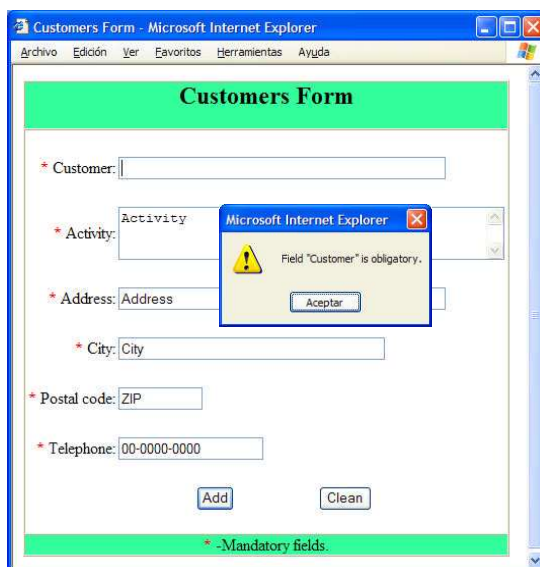 Customers Form - Microsoft Internet Explorer
Archivo Edición Ver Favoritos Herramientas Ayuda
Customers Form
* Customer:
* Activity: Activity
Microsoft Internet Explorer
Field "Customer" is obligatory.
Aceptar
* Address: Address
* City: City
* Postal code: ZIP
* Telephone: 00-0000-0000
Add Clean
* -Mandatory fields.